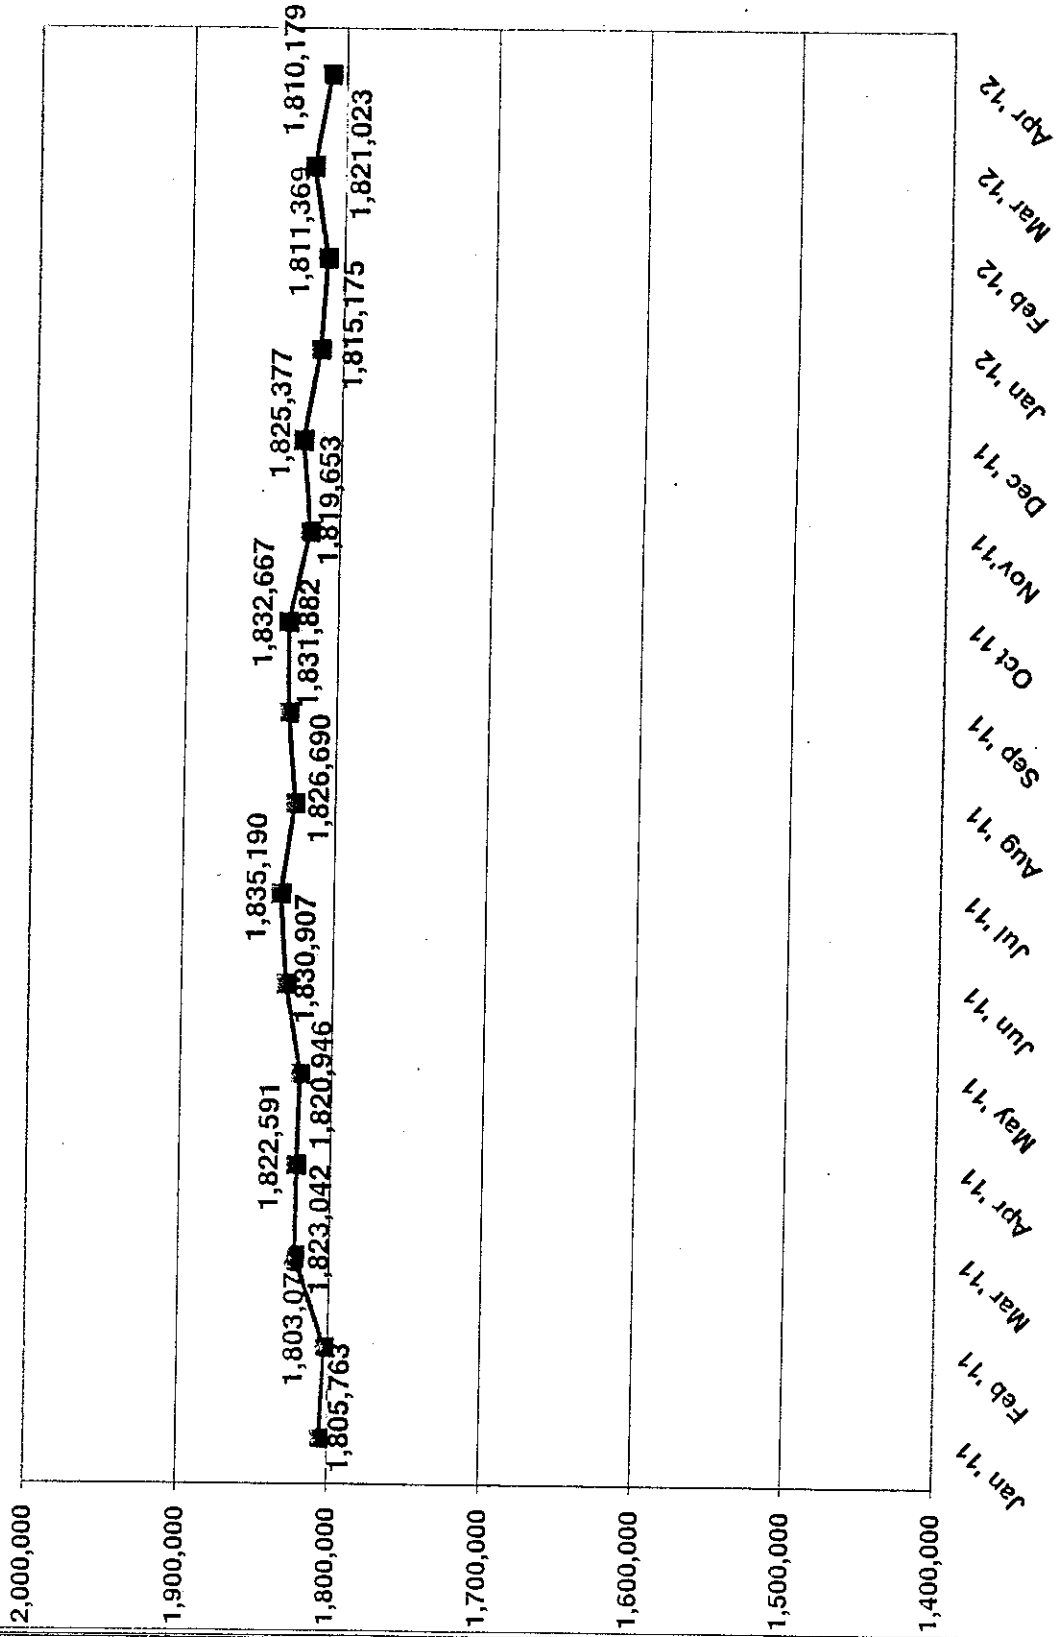 2,000,000
1,900,000
1,800,000
1,700,000
1,600,000
1,500,000
1,400,000
1,805,763
1,823,042
1,822,591
1,820,946
1,830,907
1,835,190
1,826,690
1,831,882
1,832,667
1,819,653
1,825,377
1,815,175
1,811,369
1,821,023
1,810,179
Jan '11
Feb '11
Mar '11
Apr '11
May '11
Jun '11
Jul '11
Aug '11
Sep '11
Oct 11
Nov'11
Dec '11
Jan '12
Feb '12
Mar '12
Apr '12